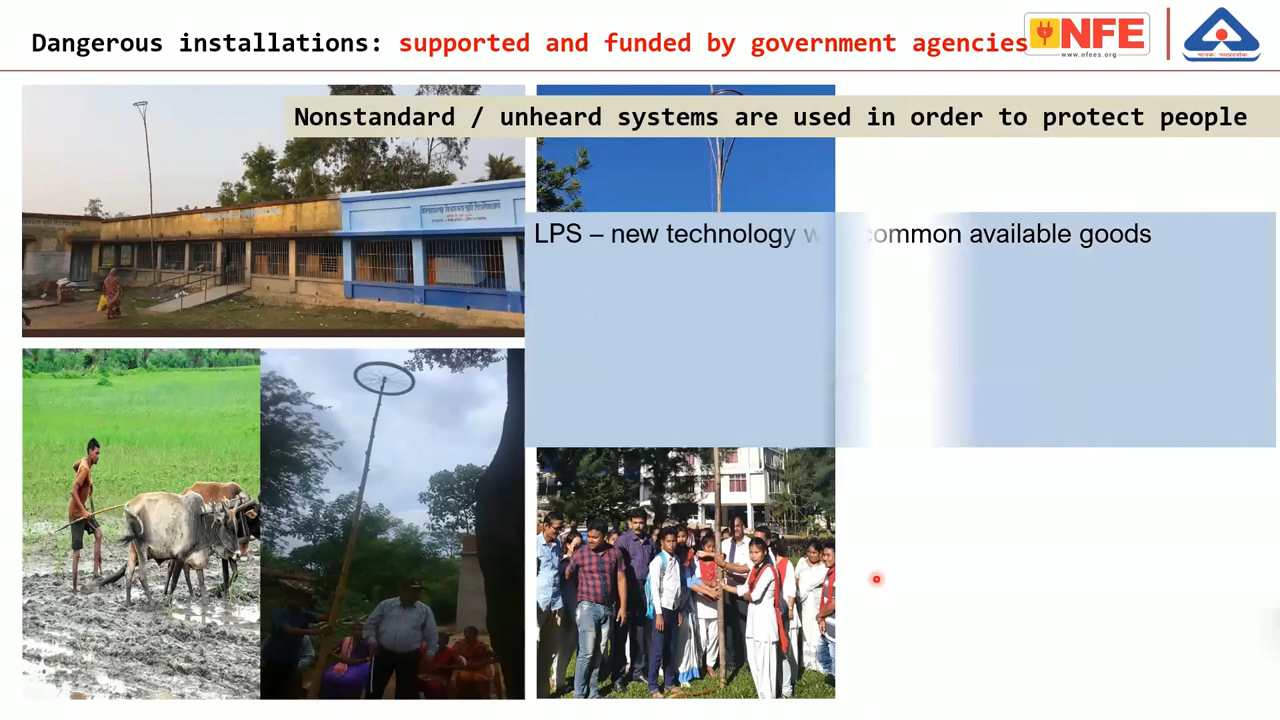 Dangerous installations: supported and funded by government agencies
NFE
www.nfees.org
Nonstandard / unheard systems are used in order to protect people
LPS – new technology w common available goods